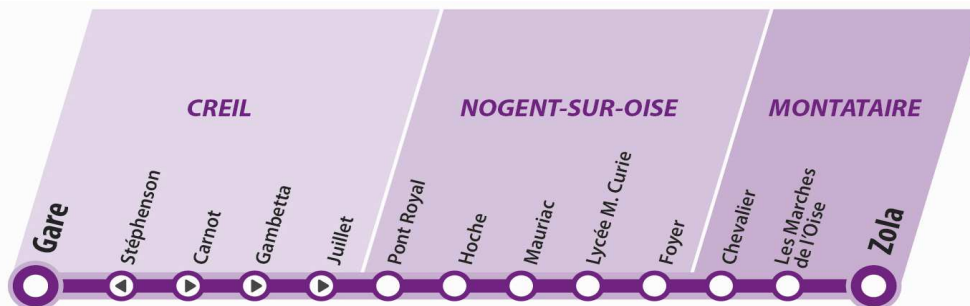 CREIL
NOGENT-SUR-OISE
MONTATAIRE
Gare
Stéphenson
Carnot
Gambetta
Juillet
Pont Royal
Hoche
Mauriac
Lycée M. Curie
Foyer
Chevalier
Les Marches
de l'Oise
Zola